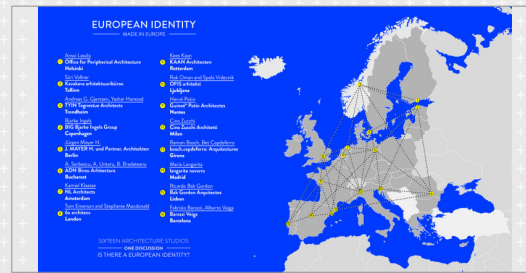 EUROPEAN IDENTITY
MADE IN EUROPE
Anssi Lassila
Office for Peripherical Architecture
Helsinki
Siiri Vallner
Kavakava arhitektuuribüroo
Tallinn
Andreas G. Gjertsen, Yashar Hanstad
TYIN Tegnestue Architects
Trondheim
Bjarke Ingels
BIG Bjarke Ingels Group
Copenhagen
Jürgen Mayer H.
J. MAYER H. und Partner, Architekten
Berlin
A. Serbescu, A. Untaru, B. Bradateanu
ADN Birou Arhitectura
Bucharest
Kamiel Klaasse
NL Architects
Amsterdam
Tom Emerson and Stephanie Macdonald
6a architects
London
Kees Kaan
KAAN Architecten
Rotterdam
Rok Oman and Spela Videcnik
OFIS arhitekti
Ljubljana
Hervé Potin
Guinée* Potin Architectes
Nantes
Cino Zucchi
Cino Zucchi Architetti
Milan
Ramon Bosch, Bet Capdeferro
bosch.capdeferro: Arquitectures
Girona
María Langarita
langarita navarro
Madrid
Ricardo Bak Gordon
Bak Gordon Arquitectos
Lisbon
Fabrizio Barozzi, Alberto Veiga
Barozzi Veiga
Barcelona
SIXTEEN ARCHITECTURE STUDIOS
ONE DISCUSSION
IS THERE A EUROPEAN IDENTITY?